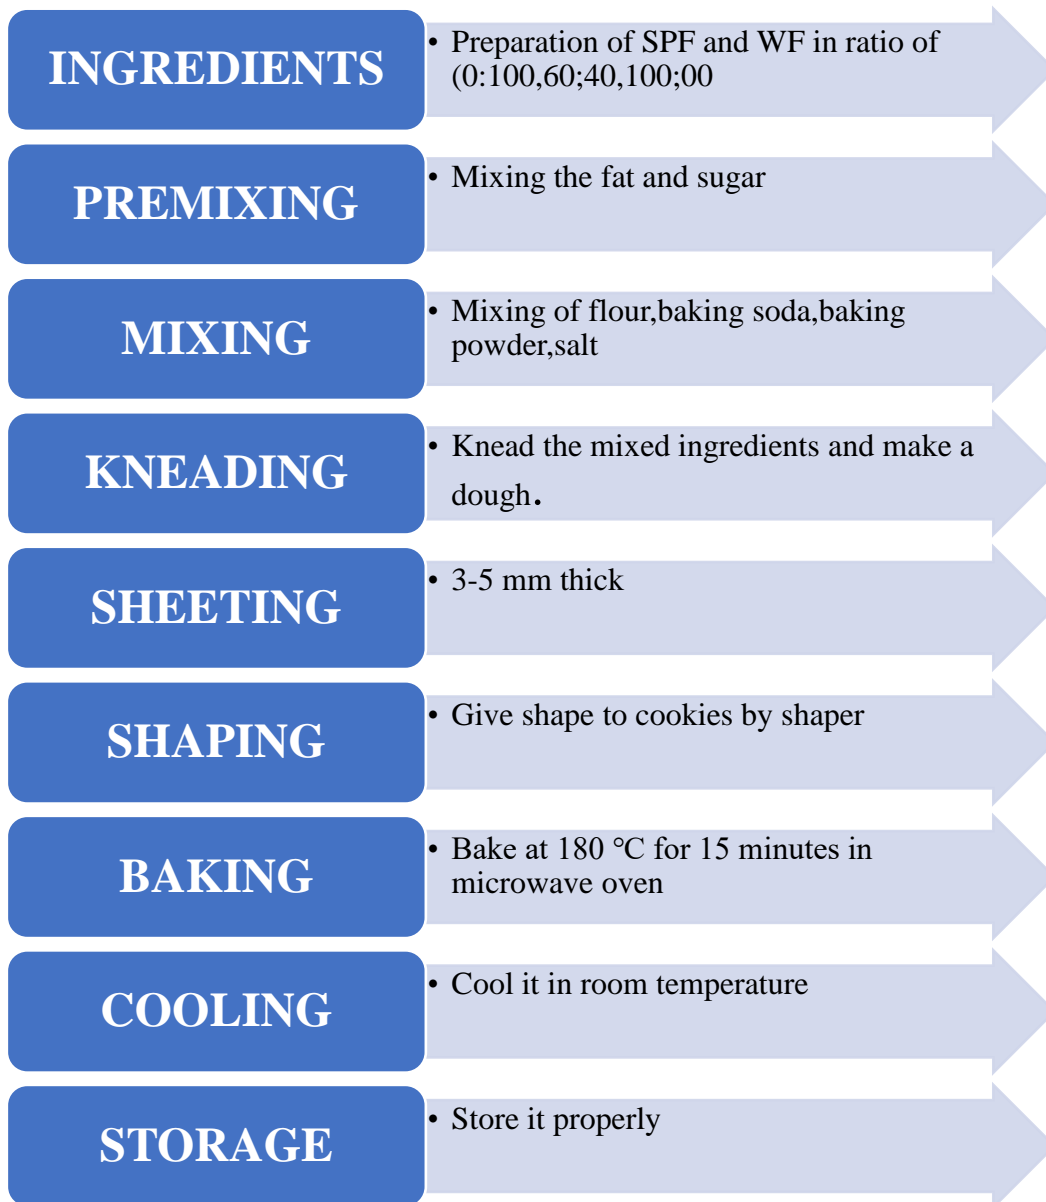 INGREDIENTS
• Preparation of SPF and WF in ratio of
(0:100,60;40,100;00
PREMIXING
• Mixing the fat and sugar
MIXING
• Mixing of flour,baking soda,baking
powder,salt
KNEADING
• Knead the mixed ingredients and make a
dough.
SHEETING
• 3-5 mm thick
SHAPING
• Give shape to cookies by shaper
BAKING
• Bake at 180 ℃ for 15 minutes in
microwave oven
COOLING
• Cool it in room temperature
STORAGE
• Store it properly